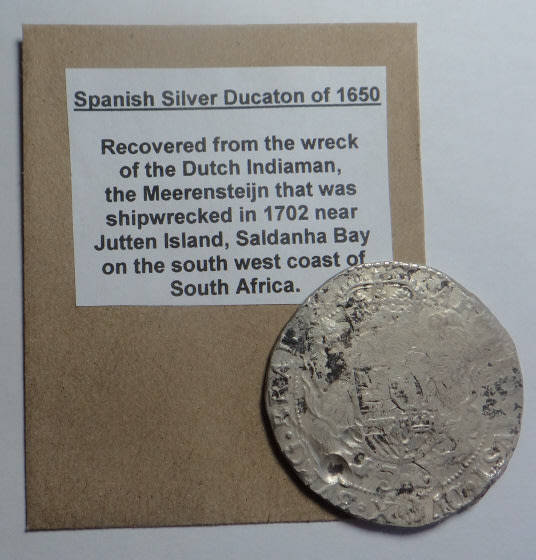 Spanish Silver Ducaton of 1650
Recovered from the wreck
of the Dutch Indiaman,
the Meerensteijn that was
shipwrecked in 1702 near
Jutten Island, Saldanha Bay
on the south west coast of
South Africa.